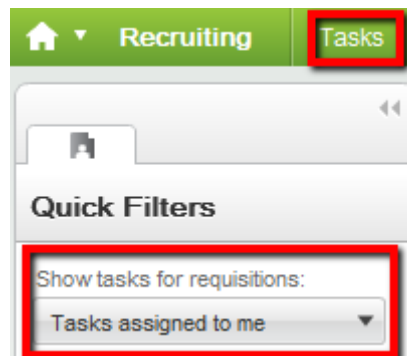 Recruiting Tasks
Quick Filters
Show tasks for requisitions:
Tasks assigned to me